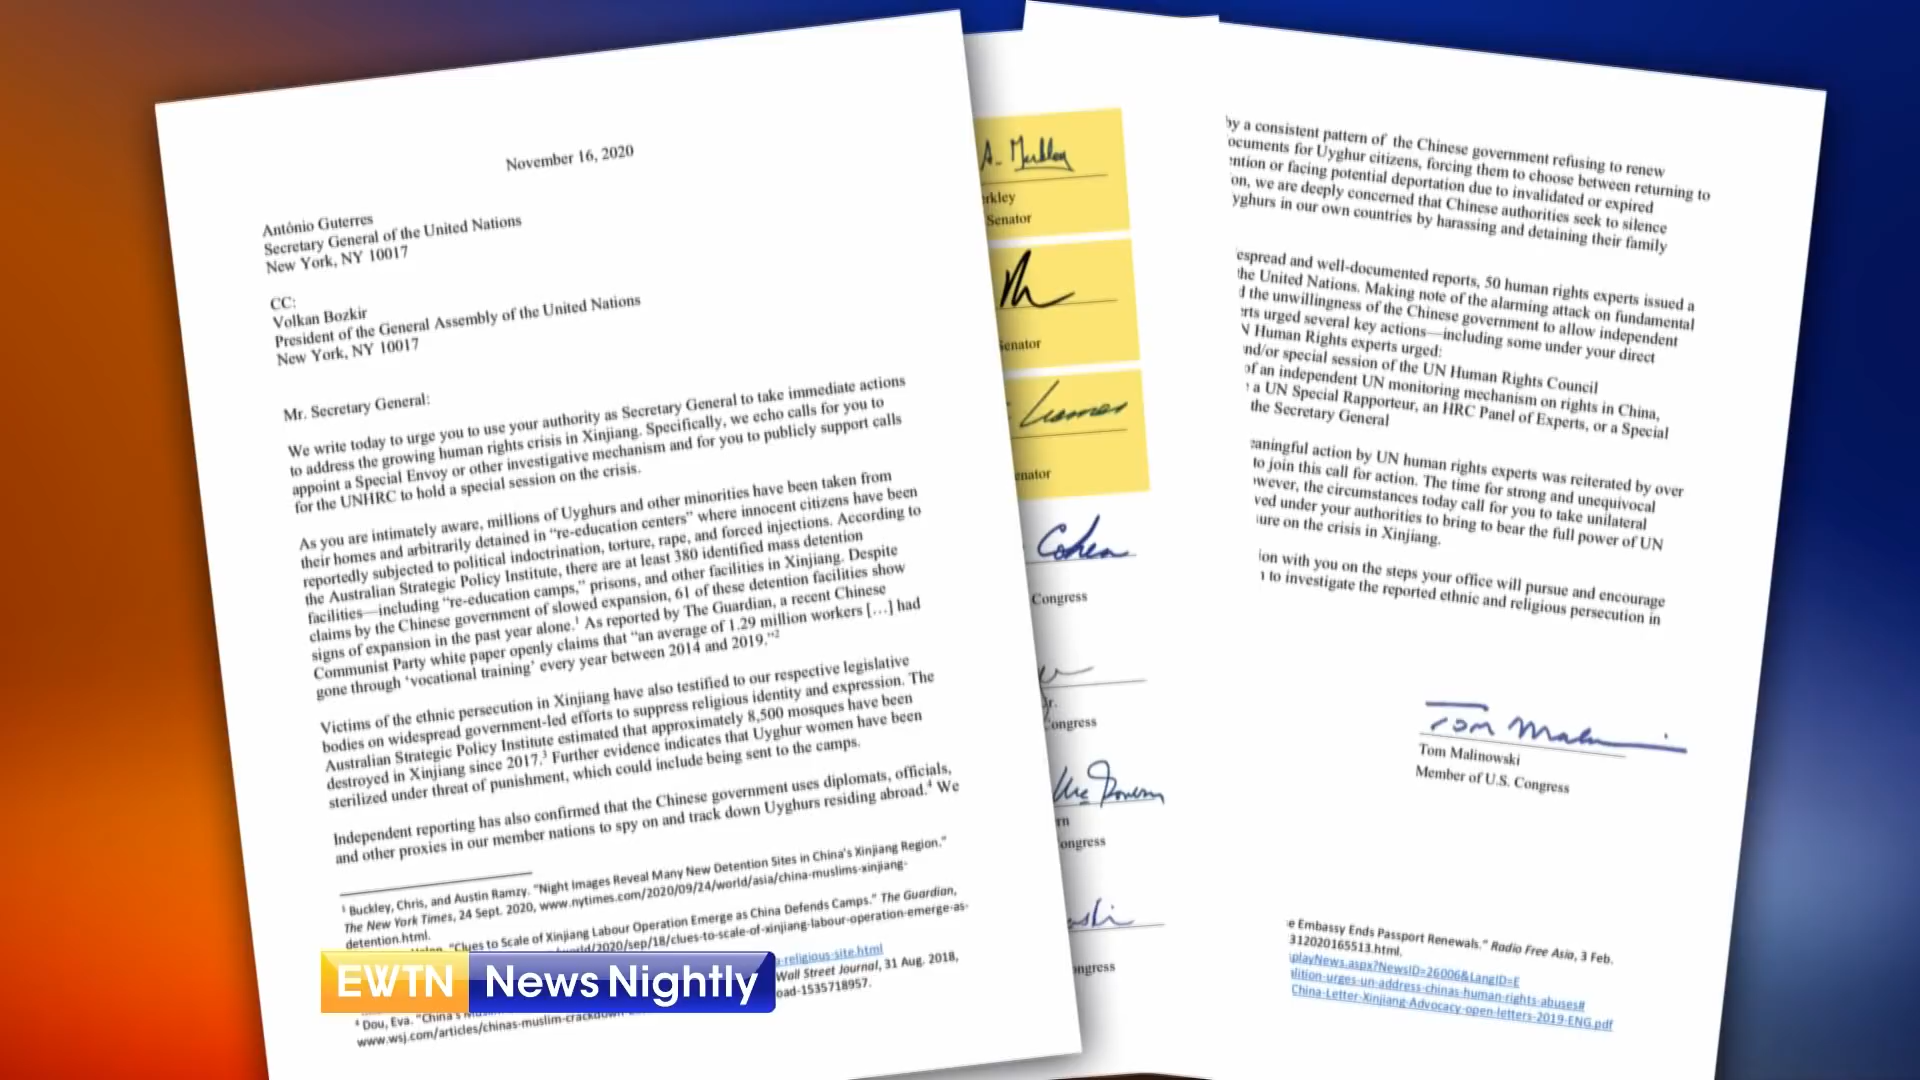 November 16, 2020
António Guterres
Secretary General of the United Nations
New York, NY 10017
CC:
Volkan Bozkir
President of the General Assembly of the United Nations
New York, NY 10017
Mr. Secretary General:
We write today to urge you to use your authority as Secretary General to take immediate actions
to address the growing human rights crisis in Xinjiang. Specifically, we echo calls for you to
appoint a Special Envoy or other investigative mechanism and for you to publicly support calls
for the UNHRC to hold a special session on the crisis.
As you are intimately aware, millions of Uyghurs and other minorities have been taken from
their homes and arbitrarily detained in “re-education centers” where innocent citizens have been
reportedly subjected to political indoctrination, torture, rape, and forced injections. According to
the Australian Strategic Policy Institute, there are at least 380 identified mass detention
facilities—including “re-education camps,” prisons, and other facilities in Xinjiang. Despite
claims by the Chinese government of slowed expansion, 61 of these detention facilities show
signs of expansion in the past year alone.1 As reported by The Guardian, a recent Chinese
Communist Party white paper openly claims that “an average of 1.29 million workers […] had
gone through ‘vocational training’ every year between 2014 and 2019.”2
Victims of the ethnic persecution in Xinjiang have also testified to our respective legislative
bodies on widespread government-led efforts to suppress religious identity and expression. The
Australian Strategic Policy Institute estimated that approximately 8,500 mosques have been
destroyed in Xinjiang since 2017.3 Further evidence indicates that Uyghur women have been
sterilized under threat of punishment, which could include being sent to the camps.
Independent reporting has also confirmed that the Chinese government uses diplomats, officials,
and other proxies in our member nations to spy on and track down Uyghurs residing abroad.4 We
1 Buckley, Chris, and Austin Ramzy. “Night Images Reveal Many New Detention Sites in China’s Xinjiang Region.”
The New York Times, 24 Sept. 2020, www.nytimes.com/2020/09/24/world/asia/china-muslims-xinjiang-
detention.html.
“Clues to Scale of Xinjiang Labour Operation Emerge as China Defends Camps.” The Guardian,
/2020/sep/18/clues-to-scale-of-xinjiang-labour-operation-emerge-as-
a-religious-site.html
Wall Street Journal, 31 Aug. 2018,
oad-1535718957.
4 Dou, Eva. “China’s
www.wsj.com/articles/chinas-muslim-crackdown
EWTN News Nightly
A. Merkley
rkley
Senator
enator
enator
Cohen
Congress
r.
Congress
McGovern
rn
ongress
ngress
by a consistent pattern of the Chinese government refusing to renew
ocuments for Uyghur citizens, forcing them to choose between returning to
ntion or facing potential deportation due to invalidated or expired
on, we are deeply concerned that Chinese authorities seek to silence
yghurs in our own countries by harassing and detaining their family
espread and well-documented reports, 50 human rights experts issued a
the United Nations. Making note of the alarming attack on fundamental
d the unwillingness of the Chinese government to allow independent
rts urged several key actions—including some under your direct
N Human Rights experts urged:
nd/or special session of the UN Human Rights Council
of an independent UN monitoring mechanism on rights in China,
a UN Special Rapporteur, an HRC Panel of Experts, or a Special
the Secretary General
eaningful action by UN human rights experts was reiterated by over
to join this call for action. The time for strong and unequivocal
wever, the circumstances today call for you to take unilateral
ved under your authorities to bring to bear the full power of UN
ure on the crisis in Xinjiang.
ion with you on the steps your office will pursue and encourage
n to investigate the reported ethnic and religious persecution in
Tom Malinowski
Member of U.S. Congress
e Embassy Ends Passport Renewals.” Radio Free Asia, 3 Feb.
312020165513.html.
playNews.aspx?NewsID=26006&LangID=E
lition-urges-un-address-chinas-human-rights-abuses#
China-Letter-Xinjiang-Advocacy-open-letters-2019-ENG.pdf